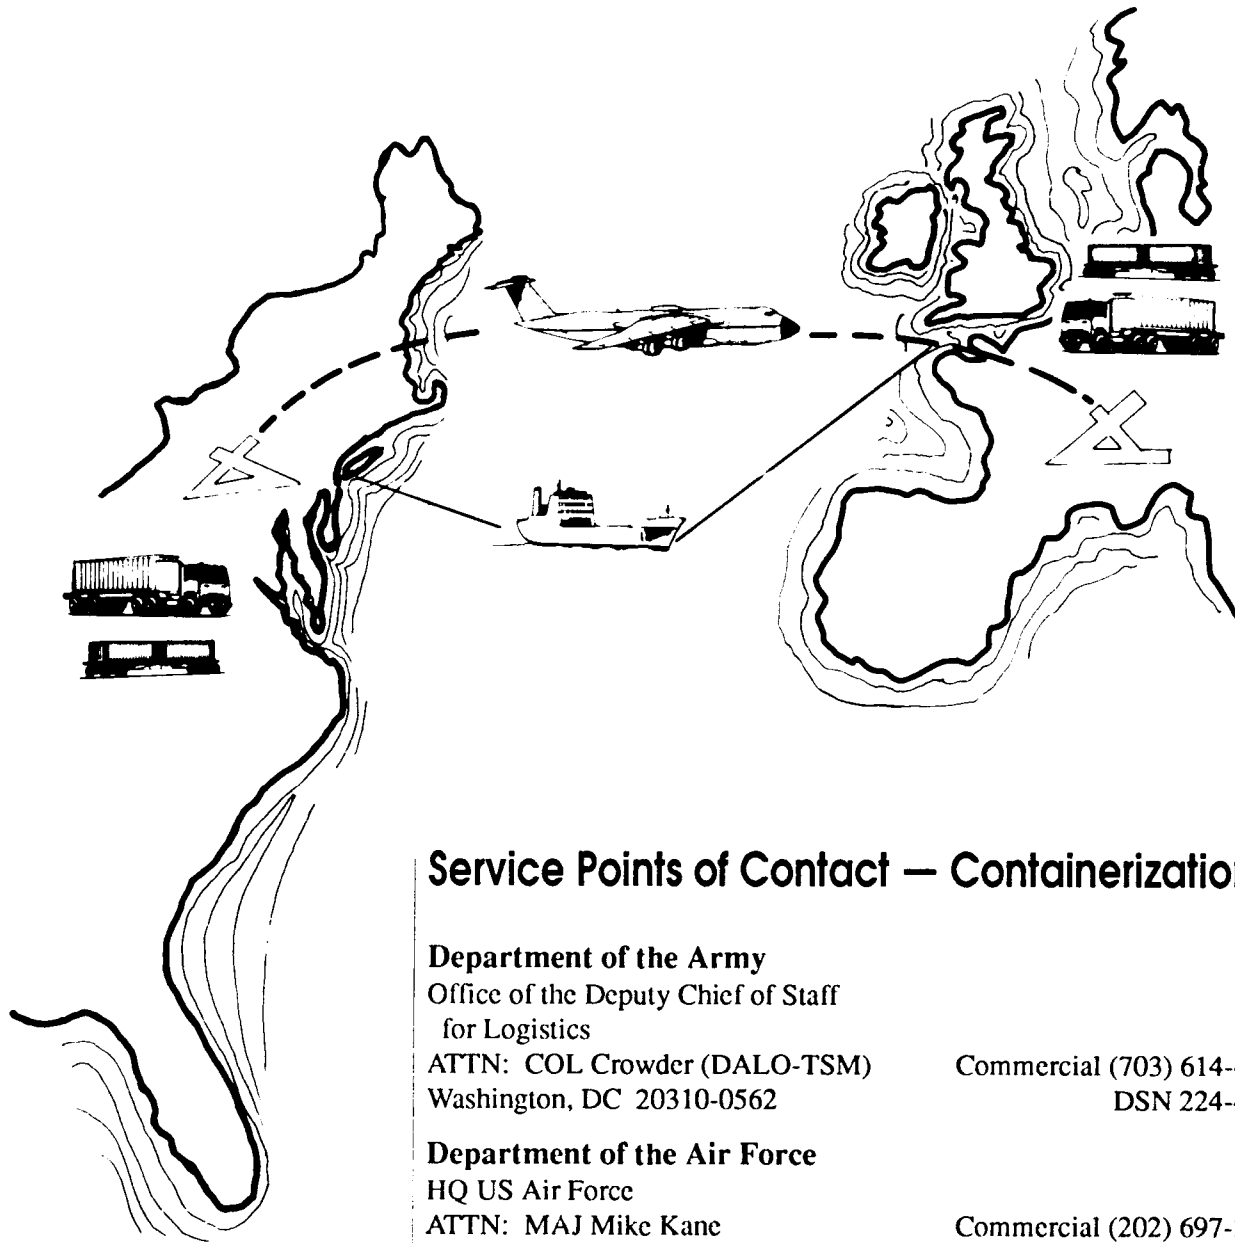 Service Points of Contact — Containerization
Department of the Army
Office of the Deputy Chief of Staff
for Logistics
ATTN: COL Crowder (DALO-TSM) Commercial (703) 614-
Washington, DC 20310-0562 DSN 224-
Department of the Air Force
HQ US Air Force
ATTN: MAJ Mike Kane Commercial (202) 697-